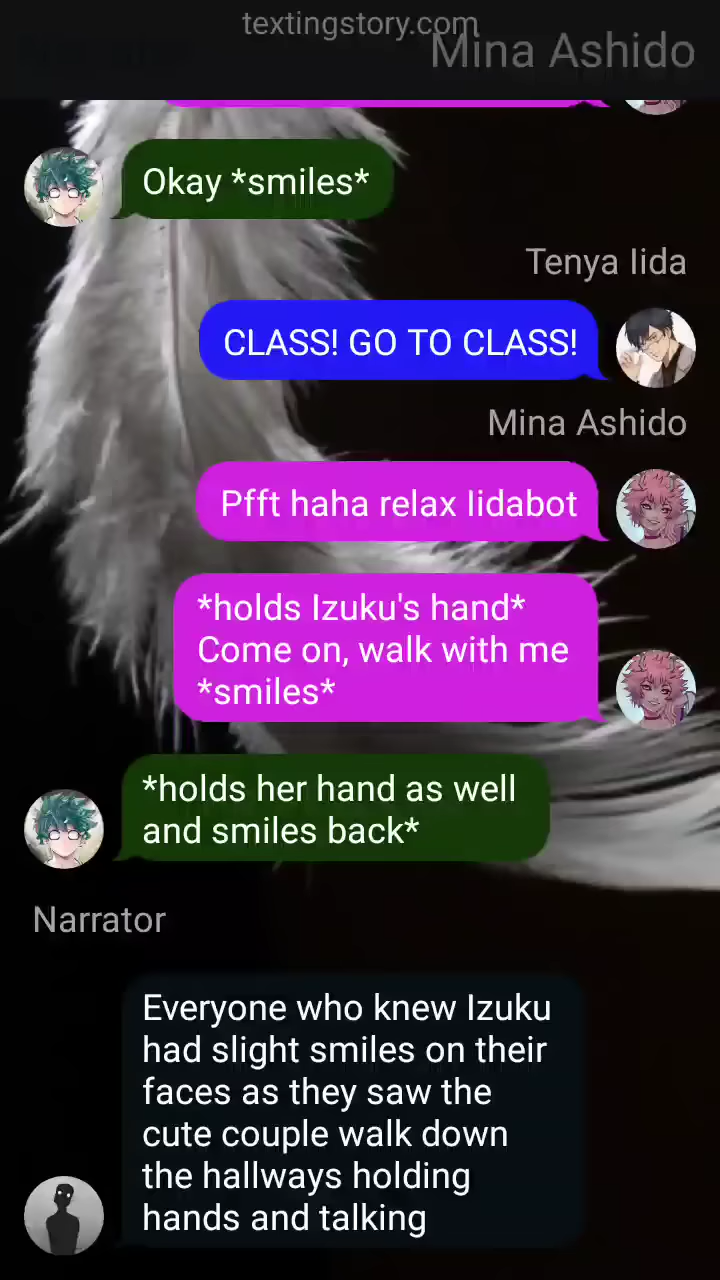 textingstory.com
Mina Ashido
Okay *smiles*
Tenya Iida
CLASS! GO TO CLASS!
Mina Ashido
Pfft haha relax Iidabot
*holds Izuku's hand*
Come on, walk with me
*smiles*
*holds her hand as well
and smiles back*
Narrator
Everyone who knew Izuku
had slight smiles on their
faces as they saw the
cute couple walk down
the hallways holding
hands and talking